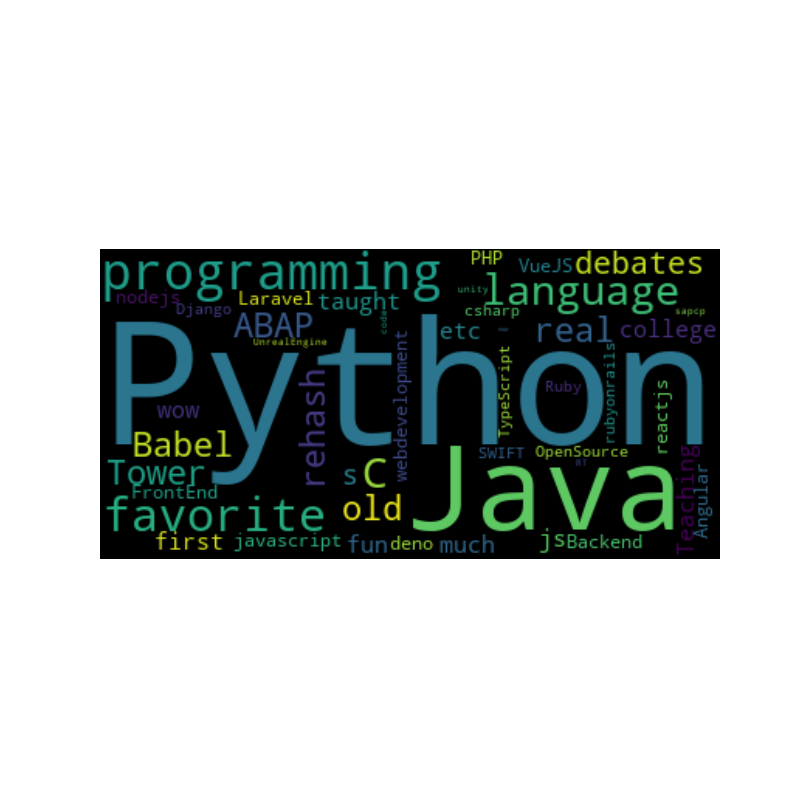 programming
PHP
VueJS
debates
nodejs
Django
Laravel
taught
unity
language
csharp
sapcp
ABAP
code
UnrealEngine
etc
real
college
Python
wow
rehash
webdevelopment
TypeScript
Ruby
rubyonrails
reactjs
Babel
Tower
FrontEnd
s
C
SWIFT
OpenSource
Java
Teaching
Angular
favorite
old
first
javascript
fun
deno
much
js
Backend